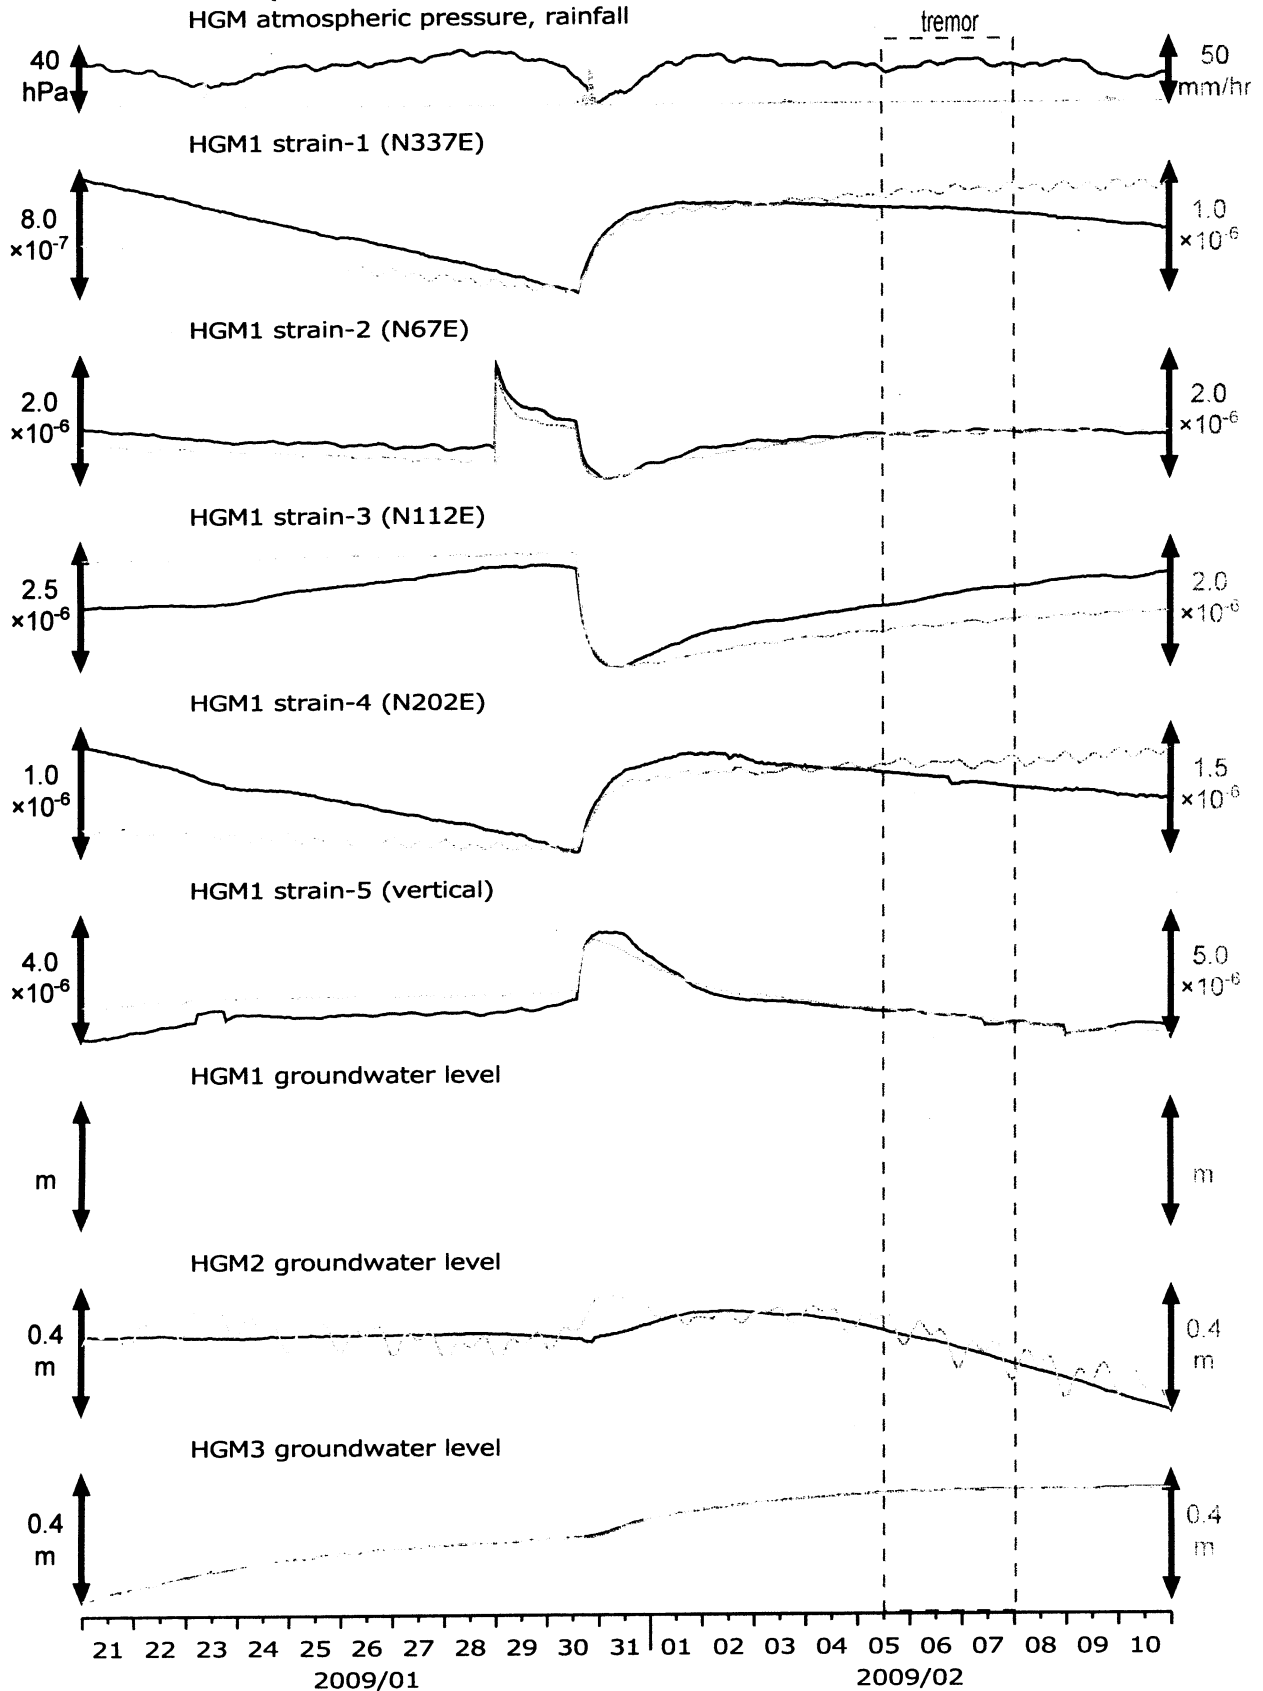 HGM atmospheric pressure, rainfall
tremor
40
hPa
50
mm/hr
HGM1 strain-1 (N337E)
8.0
×10⁻⁷
1.0
×10⁻⁶
HGM1 strain-2 (N67E)
2.0
×10⁻⁶
2.0
×10⁻⁶
HGM1 strain-3 (N112E)
2.5
×10⁻⁶
2.0
×10⁻⁶
HGM1 strain-4 (N202E)
1.0
×10⁻⁶
1.5
×10⁻⁶
HGM1 strain-5 (vertical)
4.0
×10⁻⁶
5.0
×10⁻⁶
HGM1 groundwater level
m
m
HGM2 groundwater level
0.4
m
0.4
m
HGM3 groundwater level
0.4
m
0.4
m
21 22 23 24 25 26 27 28 29 30 31 01 02 03 04 05 06 07 08 09 10
2009/01 2009/02